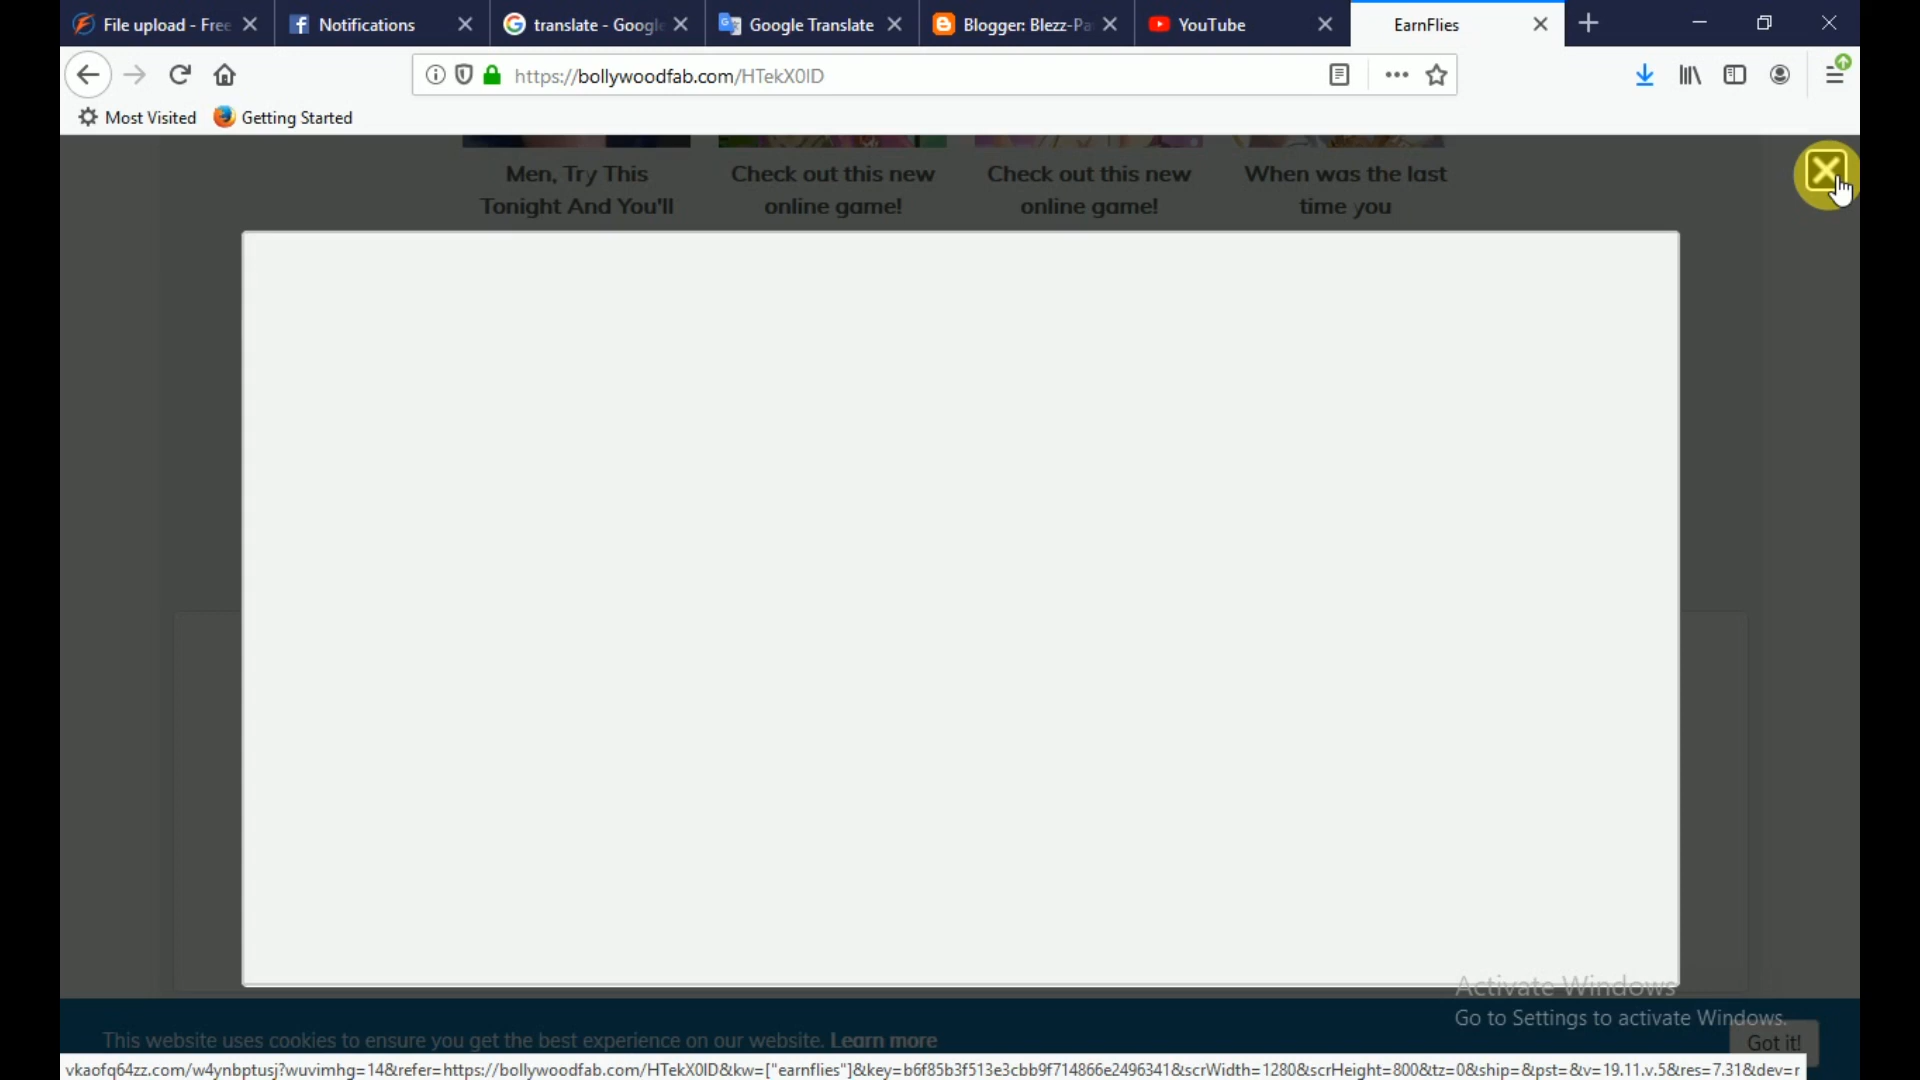 File upload - Free
Notifications
translate - Google
Google Translate
Blogger: Blezz-Pa
YouTube
EarnFlies
https://bollywoodfab.com/HTekX0ID
Most Visited
Getting Started
Men, Try This
Tonight And You'll
Check out this new
online game!
Check out this new
online game!
When was the last
time you
Activate Windows
Go to Settings to activate Windows.
This website uses cookies to ensure you get the best experience on our website. Learn more
Got it!
vkaofq64zz.com/w4ynbptusj?wuvimhg=14&refer=https://bollywoodfab.com/HTekX0ID&kw=["earnflies"]&key=b6f85b3f513e3cbb9f714866e2496341&scrWidth=1280&scrHeight=800&tz=0&ship=&pst=&v=19.11.v.5&res=7.31&dev=r